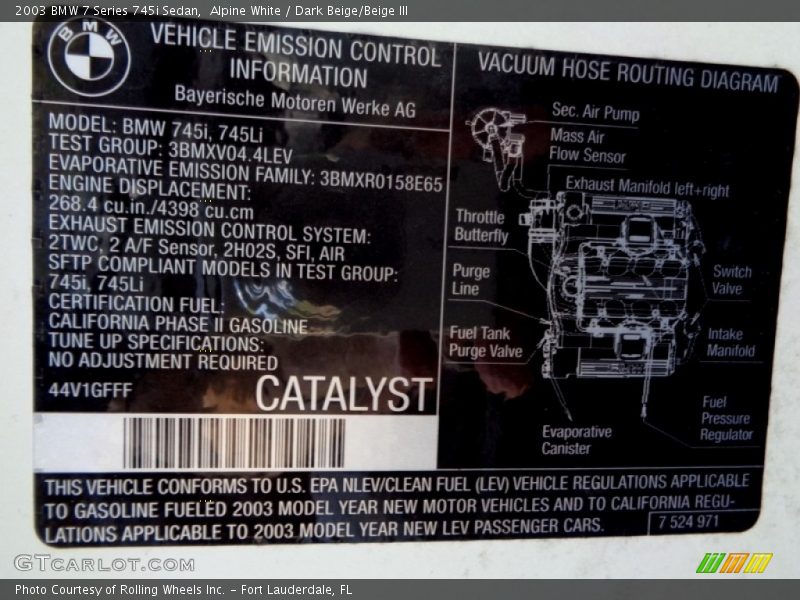 2003 BMW 7 Series 745i Sedan,  Alpine White / Dark Beige/Beige III
BMW
VEHICLE EMISSION CONTROL
INFORMATION
Bayerische Motoren Werke AG
MODEL: BMW 745i, 745Li
TEST GROUP: 3BMXV04.4LEV
EVAPORATIVE EMISSION FAMILY: 3BMXR0158E65
ENGINE DISPLACEMENT:
268.4 cu.in./4398 cu.cm
EXHAUST EMISSION CONTROL SYSTEM:
2TWC, 2 A/F Sensor, 2HO2S, SFI, AIR
SFTP COMPLIANT MODELS IN TEST GROUP:
745i, 745Li
CERTIFICATION FUEL:
CALIFORNIA PHASE II GASOLINE
TUNE UP SPECIFICATIONS:
NO ADJUSTMENT REQUIRED
44V1GFFF
CATALYST
VACUUM HOSE ROUTING DIAGRAM
Sec. Air Pump
Mass Air
Flow Sensor
Exhaust Manifold left+right
Throttle
Butterfly
Purge
Line
Switch
Valve
Fuel Tank
Purge Valve
Intake
Manifold
Fuel
Pressure
Regulator
Evaporative
Canister
THIS VEHICLE CONFORMS TO U.S. EPA NLEV/CLEAN FUEL (LEV) VEHICLE REGULATIONS APPLICABLE
TO GASOLINE FUELED 2003 MODEL YEAR NEW MOTOR VEHICLES AND TO CALIFORNIA REGU-
LATIONS APPLICABLE TO 2003 MODEL YEAR NEW LEV PASSENGER CARS.
7 524 971
GTCARLOT.COM
Photo Courtesy of Rolling Wheels Inc. – Fort Lauderdale, FL